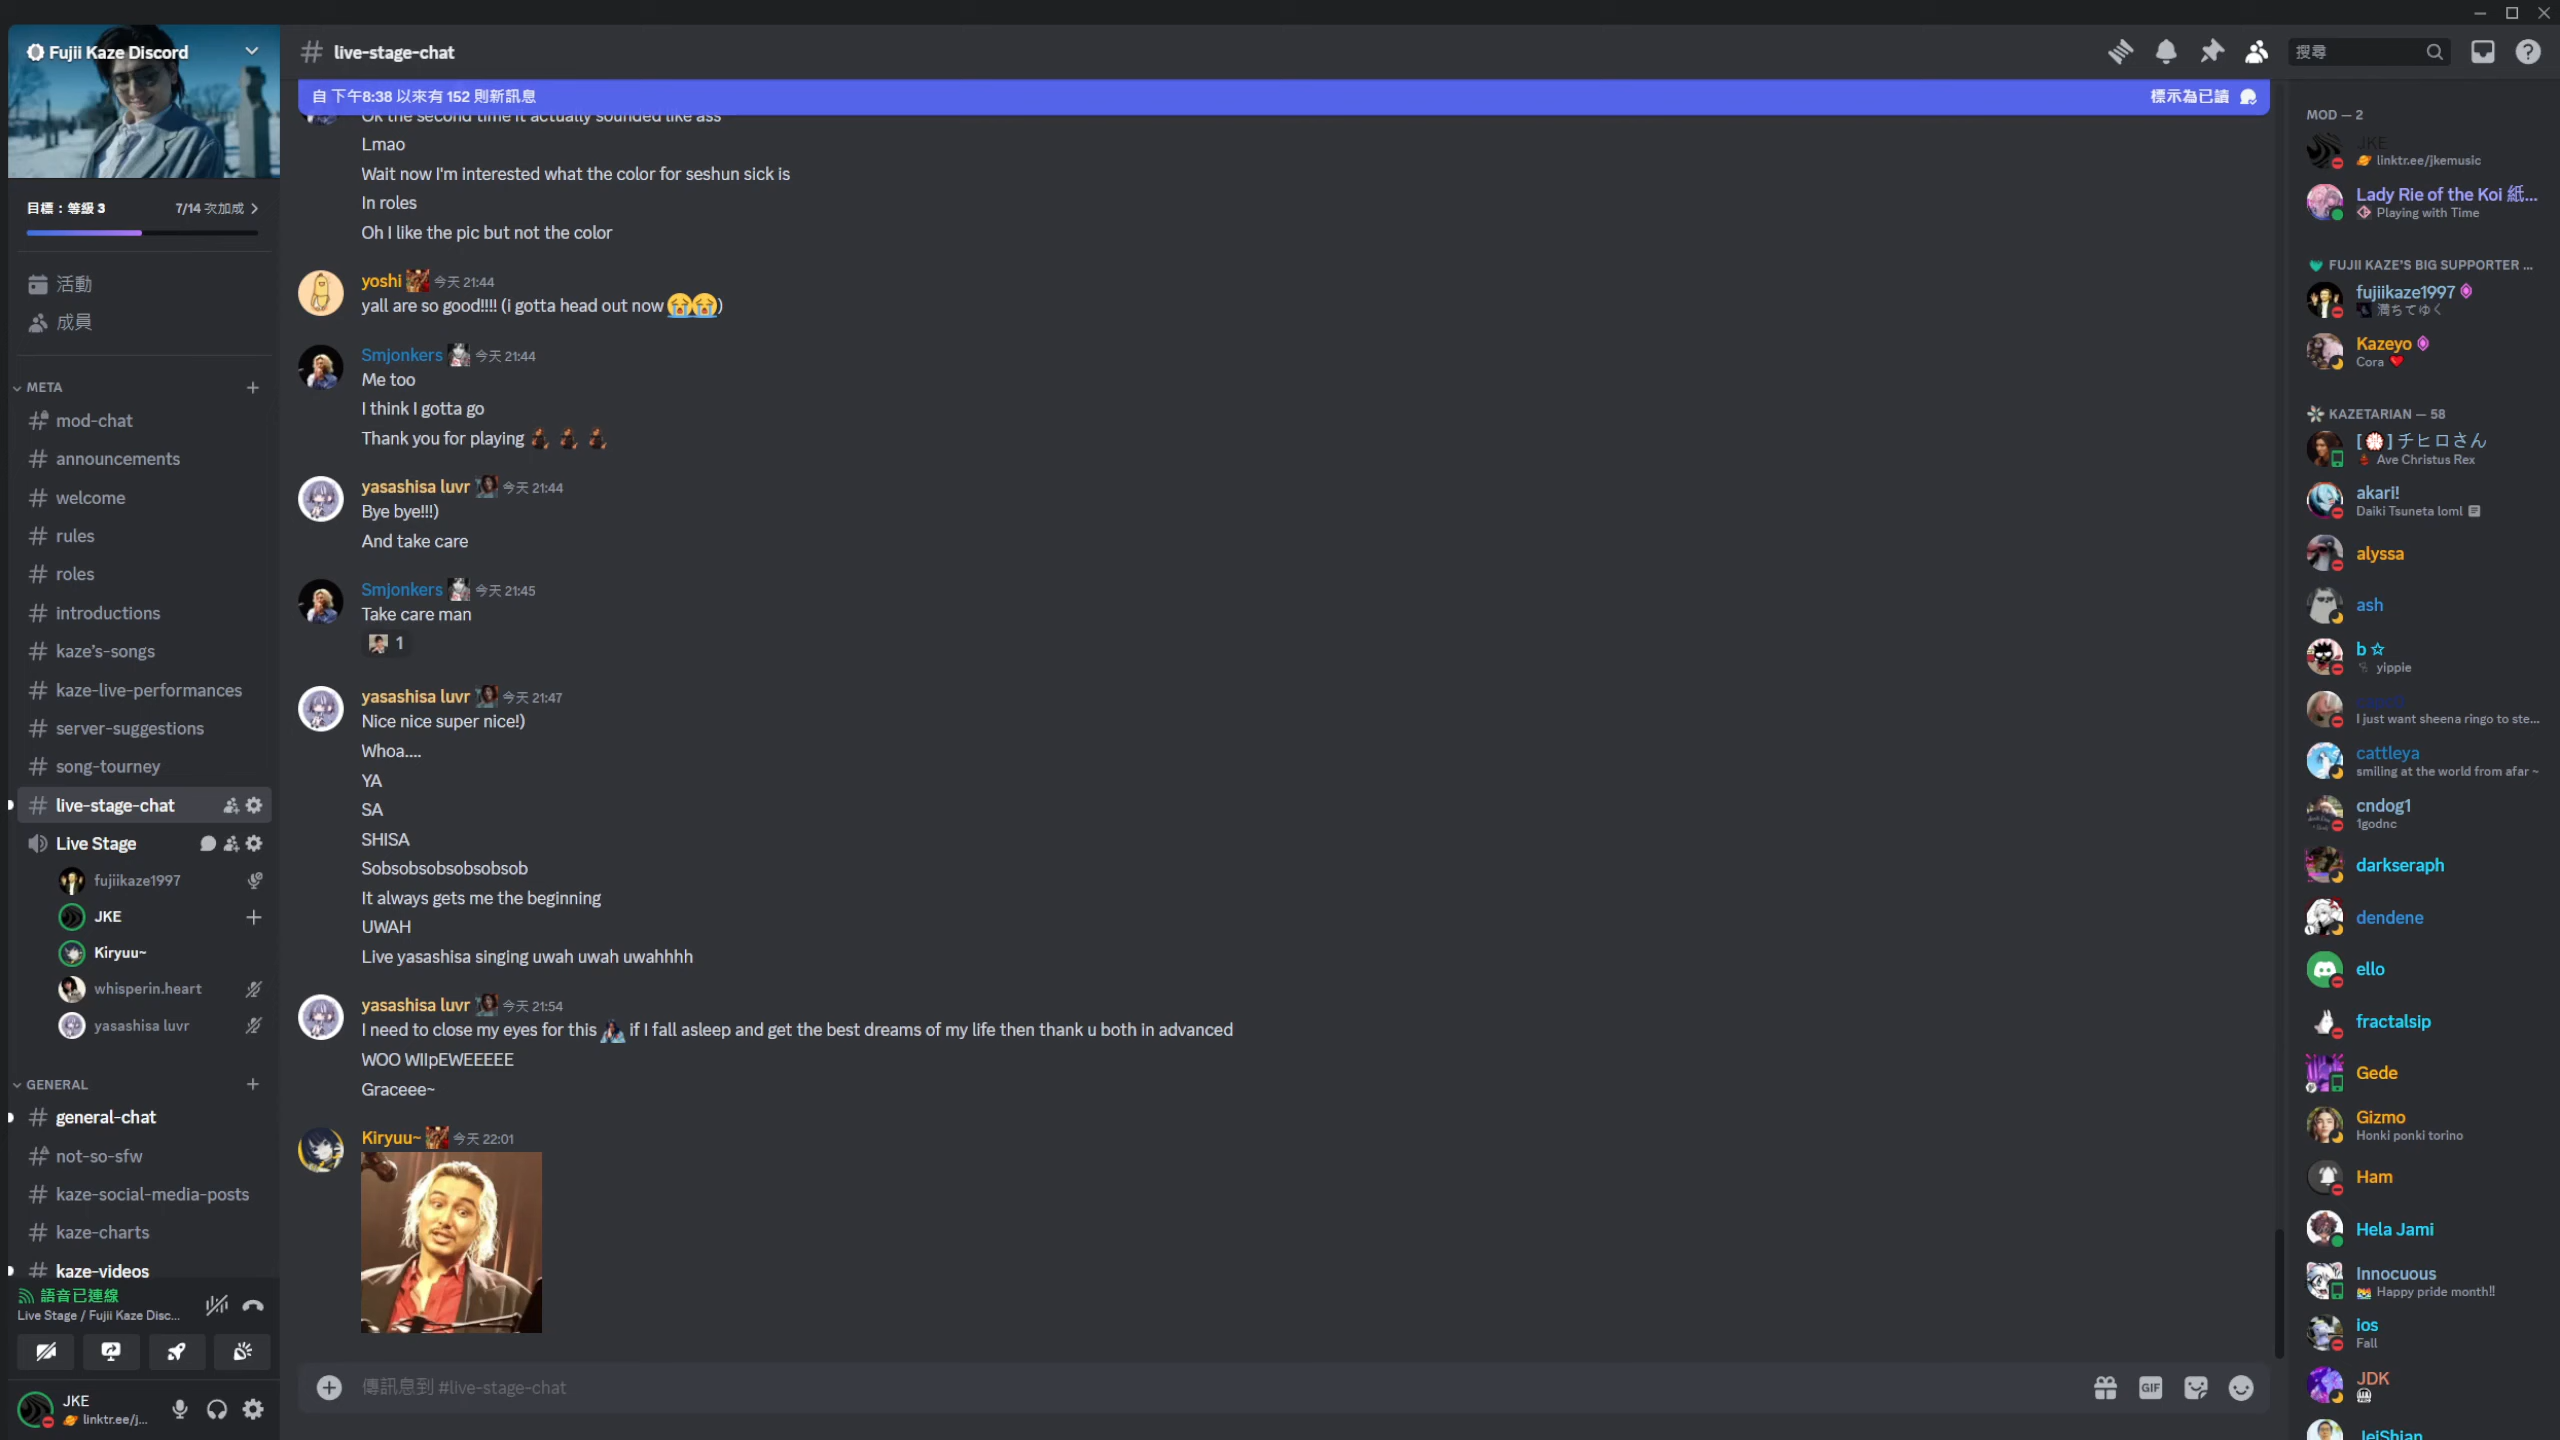 Fujii Kaze Discord
目標：等級 3
7/14 次加成
活動
成員
META
mod-chat
announcements
welcome
rules
roles
introductions
kaze's-songs
kaze-live-performances
server-suggestions
song-tourney
live-stage-chat
Live Stage
fujiikaze1997
JKE
Kiryuu~
whisperin.heart
yasashisa luvr
GENERAL
general-chat
not-so-sfw
kaze-social-media-posts
kaze-charts
kaze-videos
語音已連線
Live Stage / Fujii Kaze Disc...
JKE
linktr.ee/j...
live-stage-chat
搜尋
自 下午8:38 以來有 152 則新訊息
標示為已讀
Ok the second time it actually sounded like ass
Lmao
Wait now I'm interested what the color for seshun sick is
In roles
Oh I like the pic but not the color
yoshi 今天 21:44
yall are so good!!!! (i gotta head out now 😭😭)
Smjonkers 今天 21:44
Me too
I think I gotta go
Thank you for playing
yasashisa luvr 今天 21:44
Bye bye!!!)
And take care
Smjonkers 今天 21:45
Take care man
1
yasashisa luvr 今天 21:47
Nice nice super nice!)
Whoa....
YA
SA
SHISA
Sobsobsobsobsobsob
It always gets me the beginning
UWAH
Live yasashisa singing uwah uwah uwahhhh
yasashisa luvr 今天 21:54
I need to close my eyes for this if I fall asleep and get the best dreams of my life then thank u both in advanced
WOO WIIpEWEEEEE
Graceee~
Kiryuu~ 今天 22:01
傳訊息到 #live-stage-chat
GIF
MOD — 2
JKE
linktr.ee/jkemusic
Lady Rie of the Koi 紙...
Playing with Time
FUJII KAZE'S BIG SUPPORTER ...
fujiikaze1997
満ちてゆく
Kazeyo
Cora ❤️
KAZETARIAN — 58
[ ] チヒロさん
Ave Christus Rex
akari!
Daiki Tsuneta loml
alyssa
ash
b ☆
yippie
I just want sheena ringo to ste...
cattleya
smiling at the world from afar ~
cndog1
1godnc
darkseraph
dendene
ello
fractalsip
Gede
Gizmo
Honki ponki torino
Ham
Hela Jami
Innocuous
Happy pride month!!
ios
Fall
JDK
JeiShian